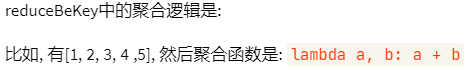 reduceBeKey中的聚合逻辑是:
比如, 有[1, 2, 3, 4 ,5], 然后聚合函数是: lambda a, b: a + b